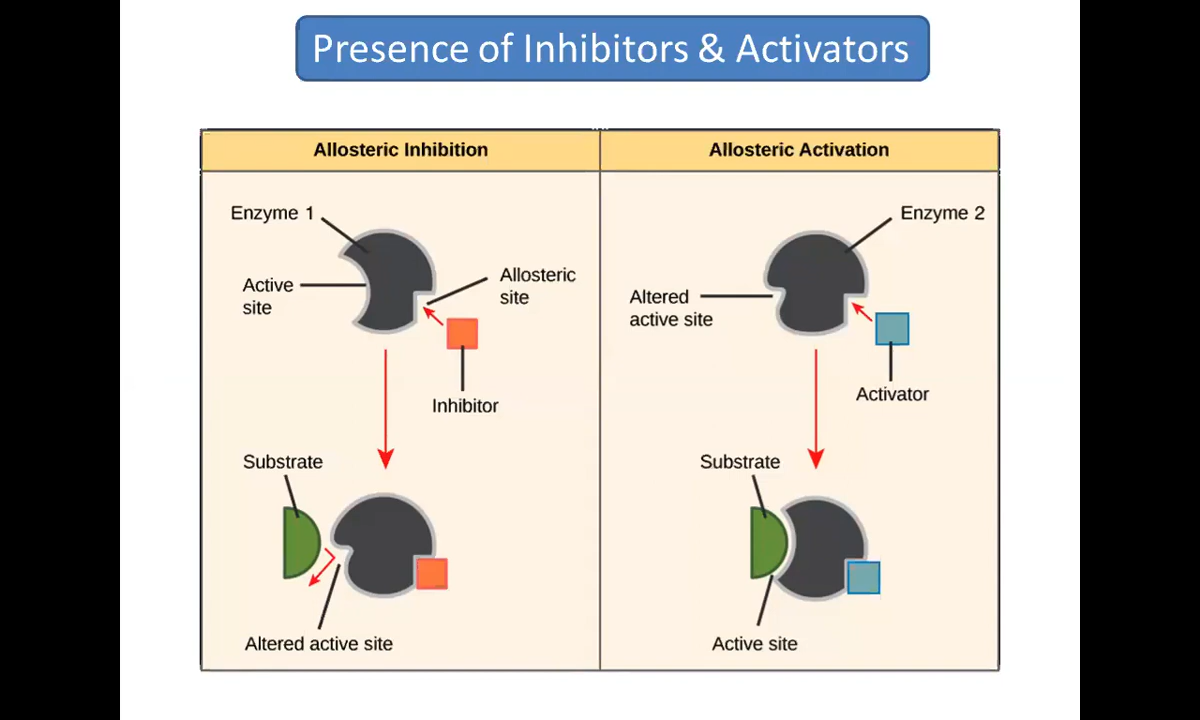 Presence of Inhibitors & Activators
Allosteric Inhibition
Enzyme 1
Active
site
Allosteric
site
Inhibitor
Substrate
Altered active site
Allosteric Activation
Enzyme 2
Altered
active site
Activator
Substrate
Active site